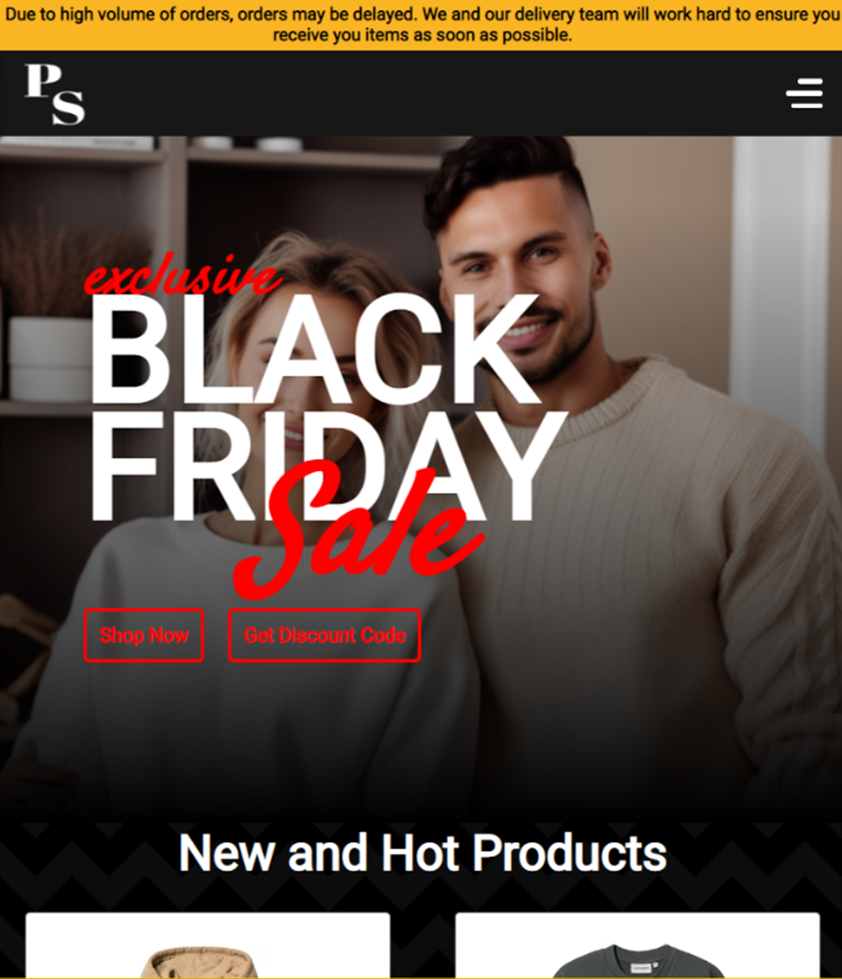 Due to high volume of orders, orders may be delayed. We and our delivery team will work hard to ensure you
receive you items as soon as possible.
P
S
exclusive
BLACK
FRIDAY
Sale
Shop Now
Get Discount Code
New and Hot Products